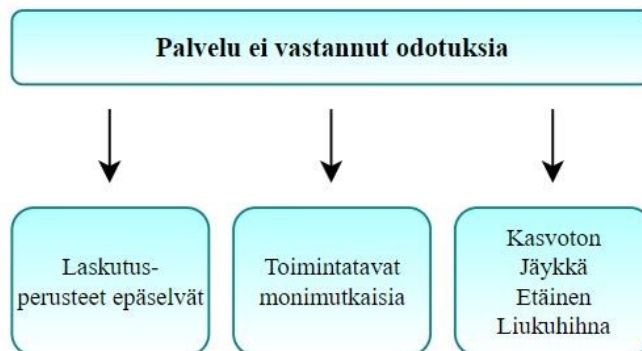 Palvelu ei vastannut odotuksia
Laskutus-
perusteet epäselvät
Toimintatavat
monimutkaisia
Kasvoton
Jäykkä
Etäinen
Liukuhihna